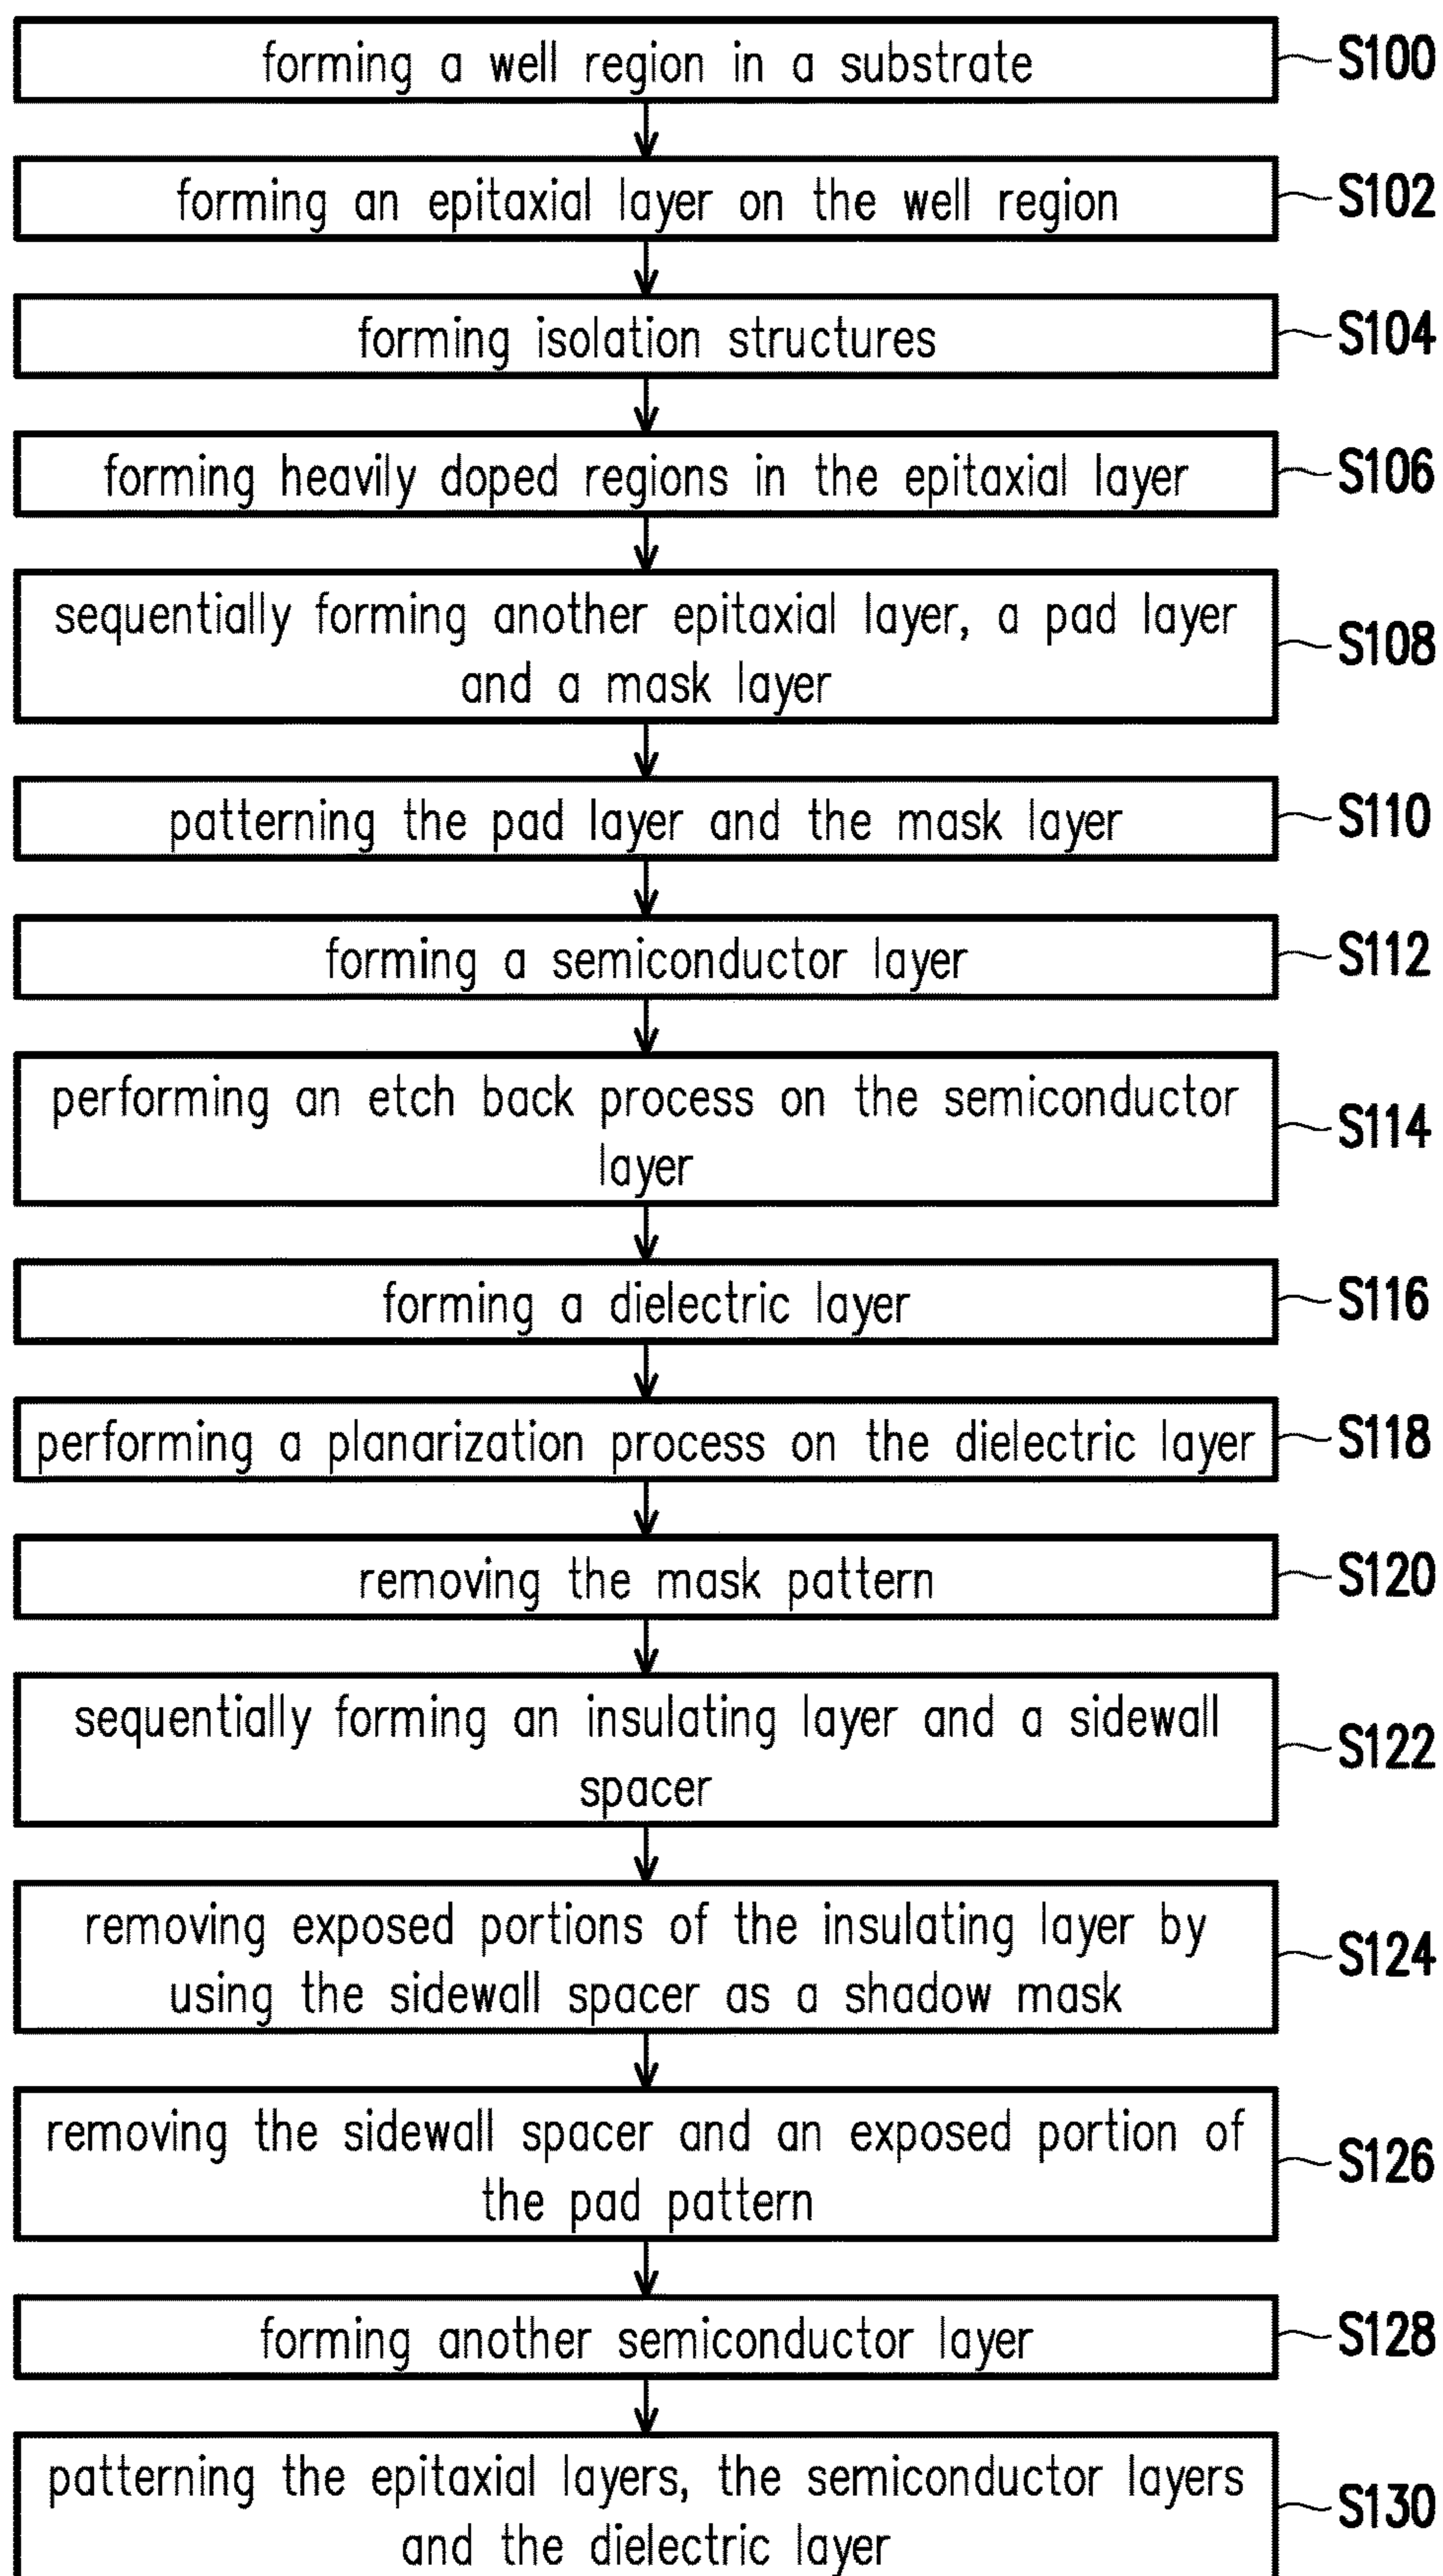 forming a well region in a substrate S100
forming an epitaxial layer on the well region S102
forming isolation structures S104
forming heavily doped regions in the epitaxial layer S106
sequentially forming another epitaxial layer, a pad layer
and a mask layer
S108
patterning the pad layer and the mask layer S110
forming a semiconductor layer S112
performing an etch back process on the semiconductor
layer
S114
forming a dielectric layer S116
performing a planarization process on the dielectric layer S118
removing the mask pattern S120
sequentially forming an insulating layer and a sidewall
spacer
S122
removing exposed portions of the insulating layer by
using the sidewall spacer as a shadow mask
S124
removing the sidewall spacer and an exposed portion of
the pad pattern
S126
forming another semiconductor layer S128
patterning the epitaxial layers, the semiconductor layers
and the dielectric layer
S130